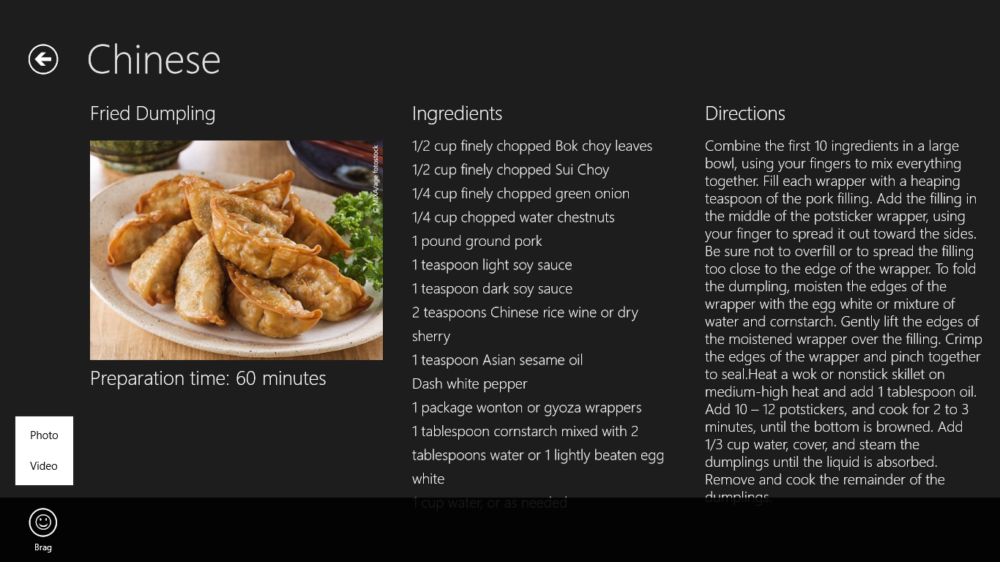 Chinese
Fried Dumpling
© MIXA/age fotostock
Preparation time: 60 minutes
Ingredients
1/2 cup finely chopped Bok choy leaves
1/2 cup finely chopped Sui Choy
1/4 cup finely chopped green onion
1/4 cup chopped water chestnuts
1 pound ground pork
1 teaspoon light soy sauce
1 teaspoon dark soy sauce
2 teaspoons Chinese rice wine or dry
sherry
1 teaspoon Asian sesame oil
Dash white pepper
1 package wonton or gyoza wrappers
1 tablespoon cornstarch mixed with 2
tablespoons water or 1 lightly beaten egg
white
1 cup water, or as needed
Directions
Combine the first 10 ingredients in a large
bowl, using your fingers to mix everything
together. Fill each wrapper with a heaping
teaspoon of the pork filling. Add the filling in
the middle of the potsticker wrapper, using
your finger to spread it out toward the sides.
Be sure not to overfill or to spread the filling
too close to the edge of the wrapper. To fold
the dumpling, moisten the edges of the
wrapper with the egg white or mixture of
water and cornstarch. Gently lift the edges of
the moistened wrapper over the filling. Crimp
the edges of the wrapper and pinch together
to seal.Heat a wok or nonstick skillet on
medium-high heat and add 1 tablespoon oil.
Add 10 – 12 potstickers, and cook for 2 to 3
minutes, until the bottom is browned. Add
1/3 cup water, cover, and steam the
dumplings until the liquid is absorbed.
Remove and cook the remainder of the
dumplings.
Photo
Video
Brag